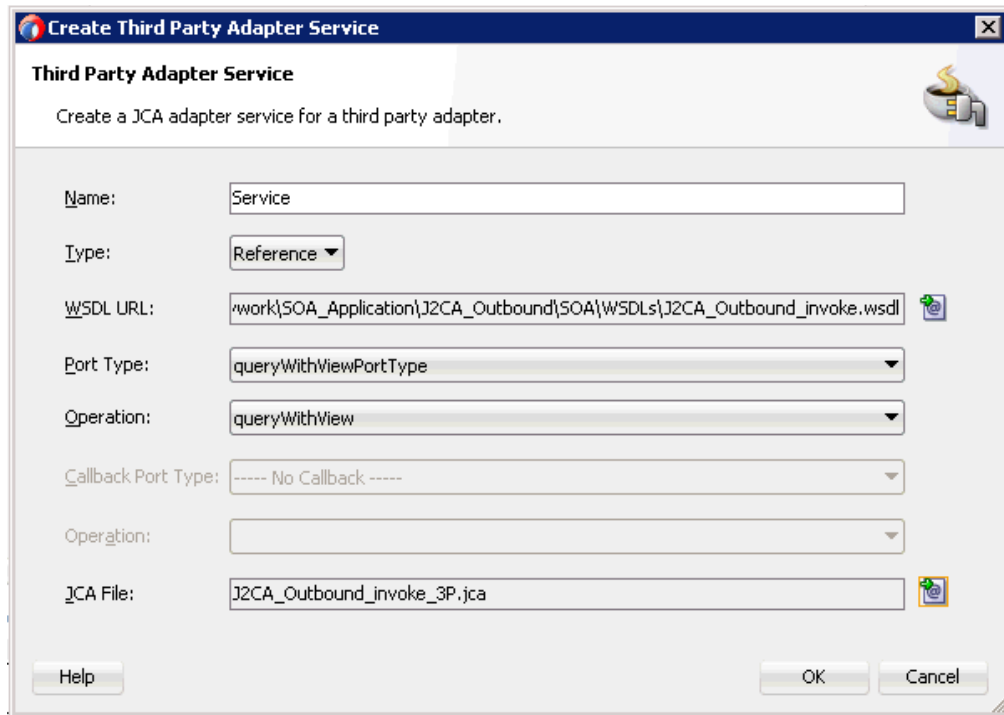 Create Third Party Adapter Service
Third Party Adapter Service
Create a JCA adapter service for a third party adapter.
Name: Service
Type: Reference
WSDL URL: work\SOA_Application\J2CA_Outbound\SOA\WSDLs\J2CA_Outbound_invoke.wsdl
Port Type: queryWithViewPortType
Operation: queryWithView
Callback Port Type: ----- No Callback -----
Operation:
JCA File: J2CA_Outbound_invoke_3P.jca
Help OK Cancel